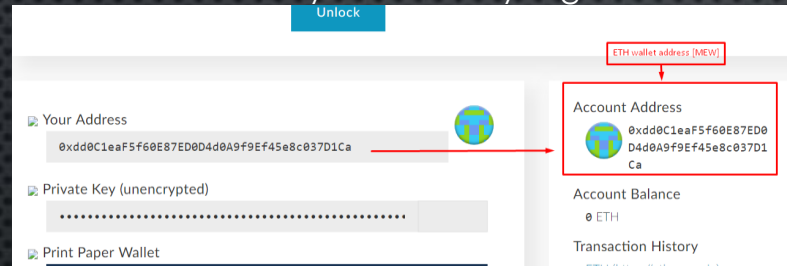 Unlock
ETH wallet address [MEW]
Your Address
0xdd0C1eaF5f60E87ED0D4d0A9f9Ef45e8c037D1Ca
Private Key (unencrypted)
Print Paper Wallet
Account Address
0xdd0C1eaF5f60E87ED0
D4d0A9f9Ef45e8c037D1
Ca
Account Balance
0 ETH
Transaction History